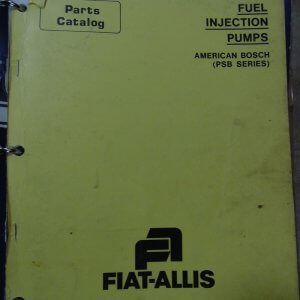 Parts
Catalog
FUEL
INJECTION
PUMPS
AMERICAN BOSCH
(PSB SERIES)
FIAT-ALLIS